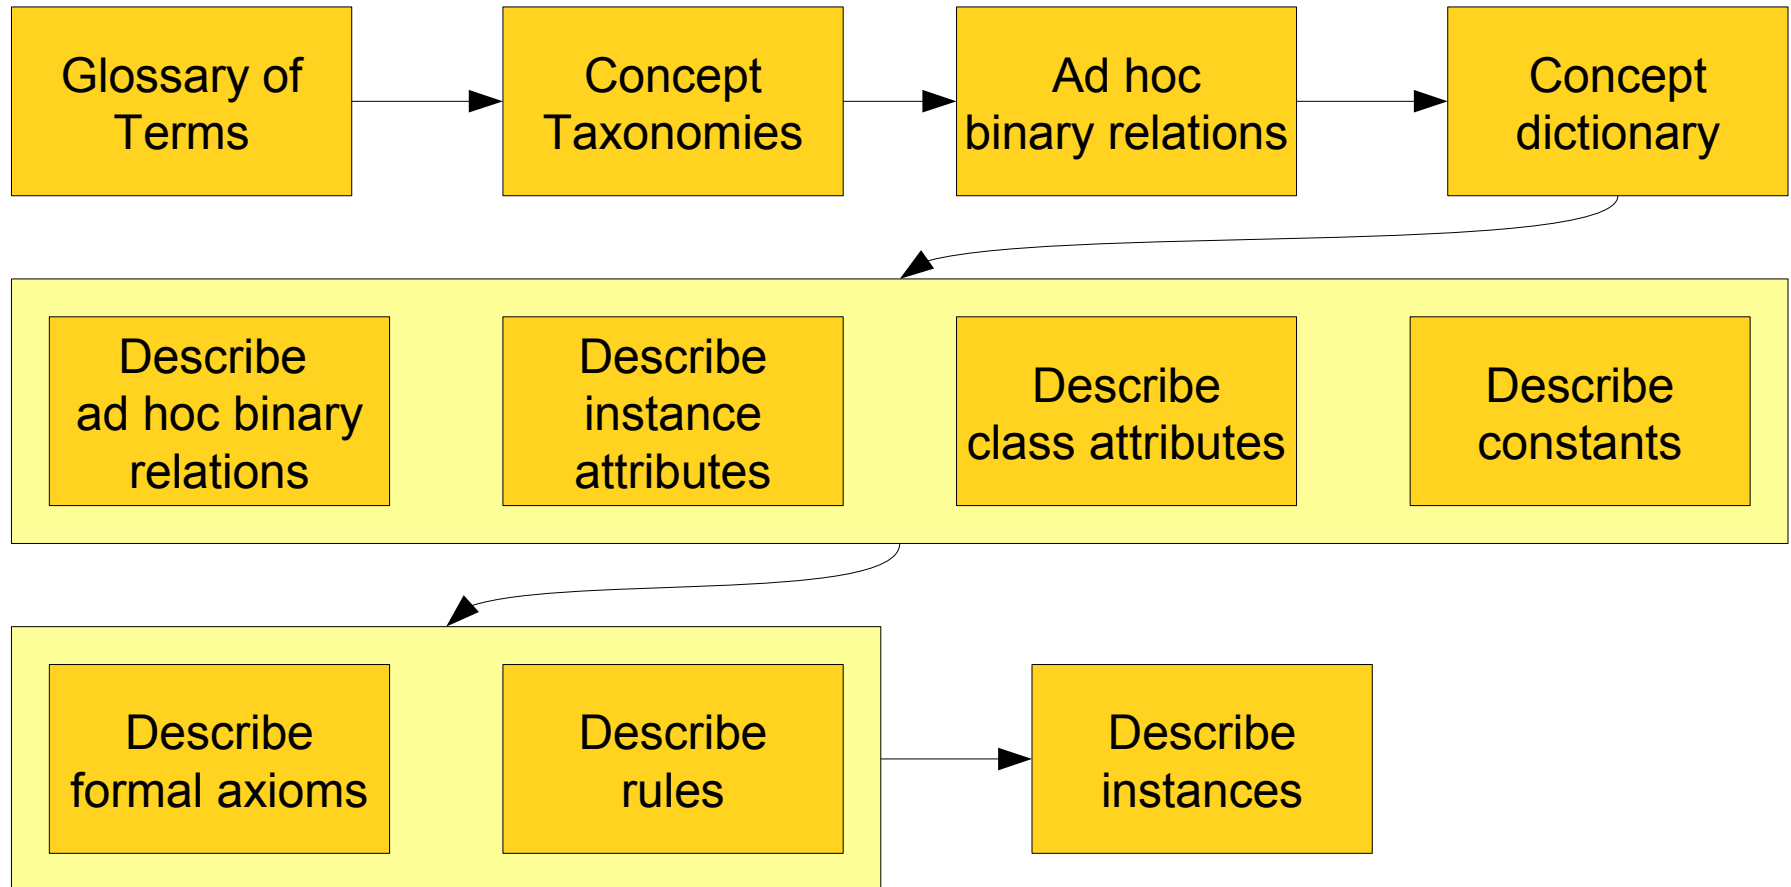 Glossary of
Terms
Concept
Taxonomies
Ad hoc
binary relations
Concept
dictionary
Describe
ad hoc binary
relations
Describe
instance
attributes
Describe
class attributes
Describe
constants
Describe
formal axioms
Describe
rules
Describe
instances